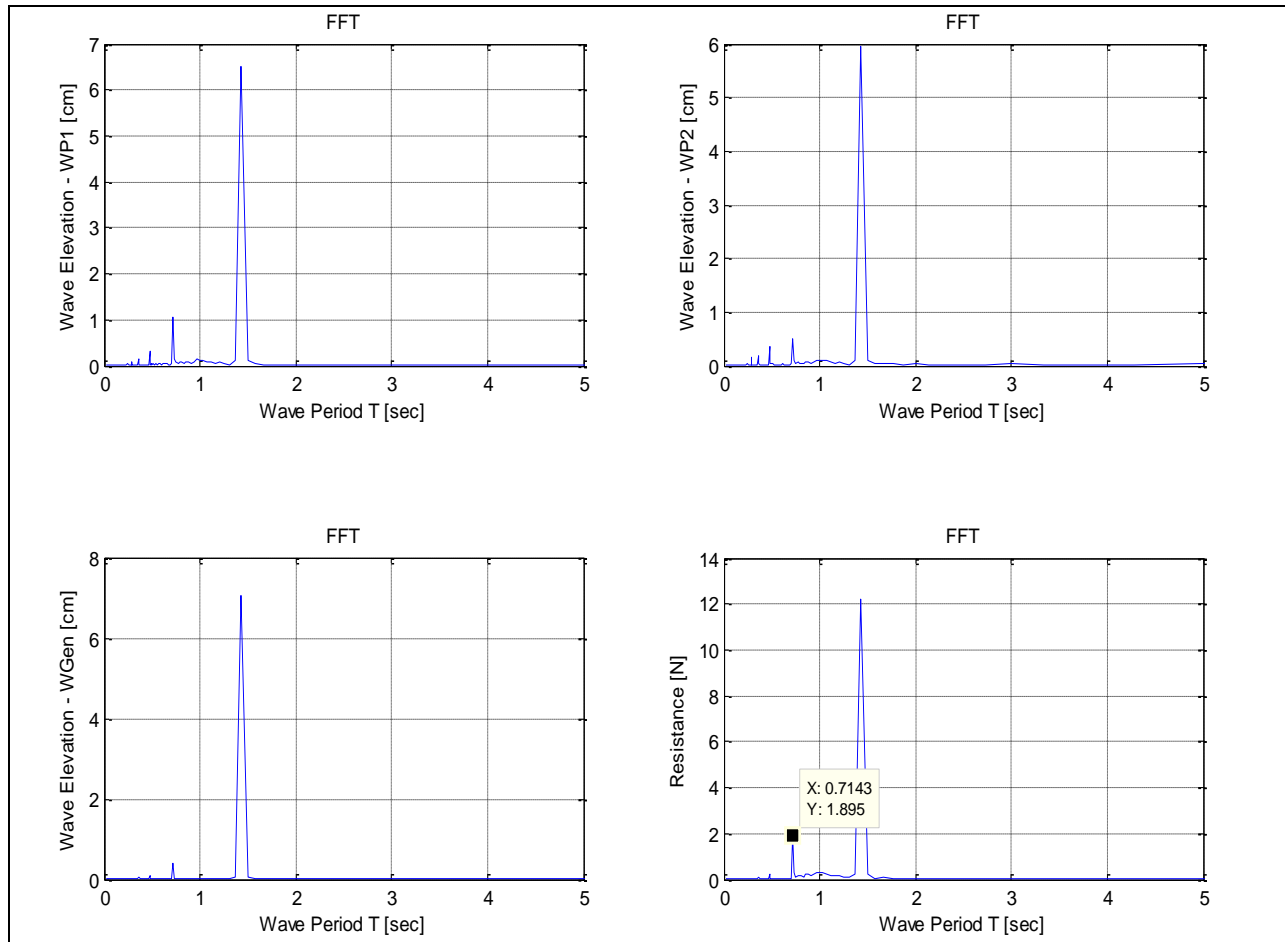 FFT
Wave Elevation - WP1 [cm]
7
6
5
4
3
2
1
0
0 1 2 3 4 5
Wave Period T [sec]
FFT
Wave Elevation - WP2 [cm]
6
5
4
3
2
1
0
0 1 2 3 4 5
Wave Period T [sec]
FFT
Wave Elevation - WGen [cm]
8
6
4
2
0
0 1 2 3 4 5
Wave Period T [sec]
FFT
Resistance [N]
14
12
10
8
6
4
2
0
X: 0.7143
Y: 1.895
0 1 2 3 4 5
Wave Period T [sec]